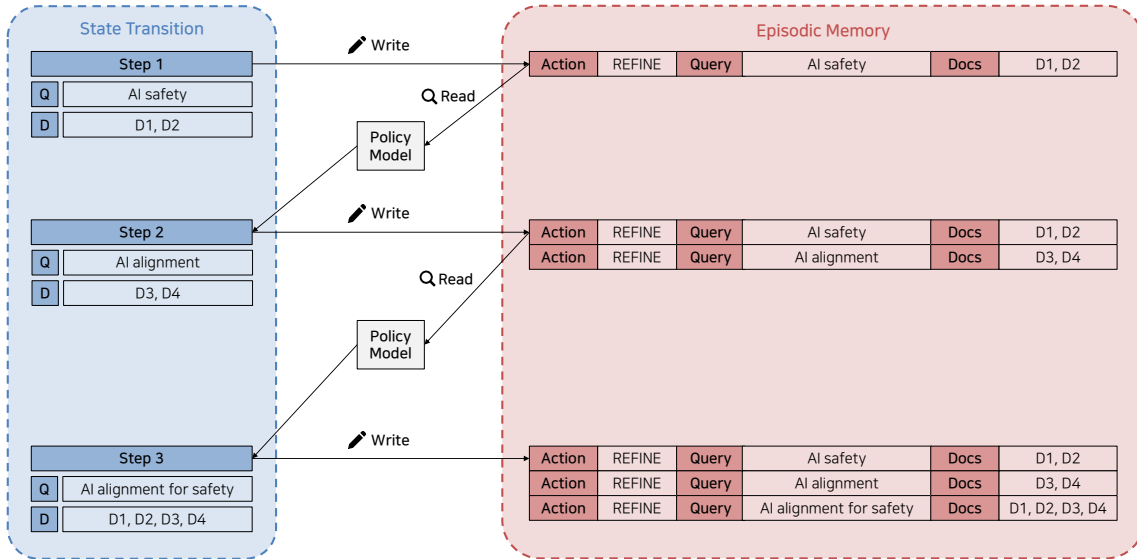 State Transition
Episodic Memory
Write
Step 1
Action REFINE Query AI safety Docs D1, D2
Q AI safety
Read
D D1, D2
Policy
Model
Write
Step 2
Action REFINE Query AI safety Docs D1, D2
Q AI alignment
Action REFINE Query AI alignment Docs D3, D4
Read
D D3, D4
Policy
Model
Write
Step 3
Action REFINE Query AI safety Docs D1, D2
Q AI alignment for safety
Action REFINE Query AI alignment Docs D3, D4
D D1, D2, D3, D4
Action REFINE Query AI alignment for safety Docs D1, D2, D3, D4